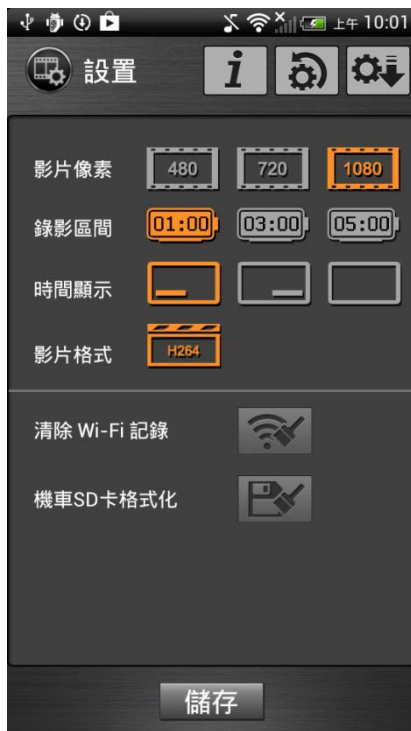 上午 10:01
設置 i
影片像素 480 720 1080
錄影區間 01:00 03:00 05:00
時間顯示
影片格式 H264
清除 Wi-Fi 記錄
機車SD卡格式化
儲存